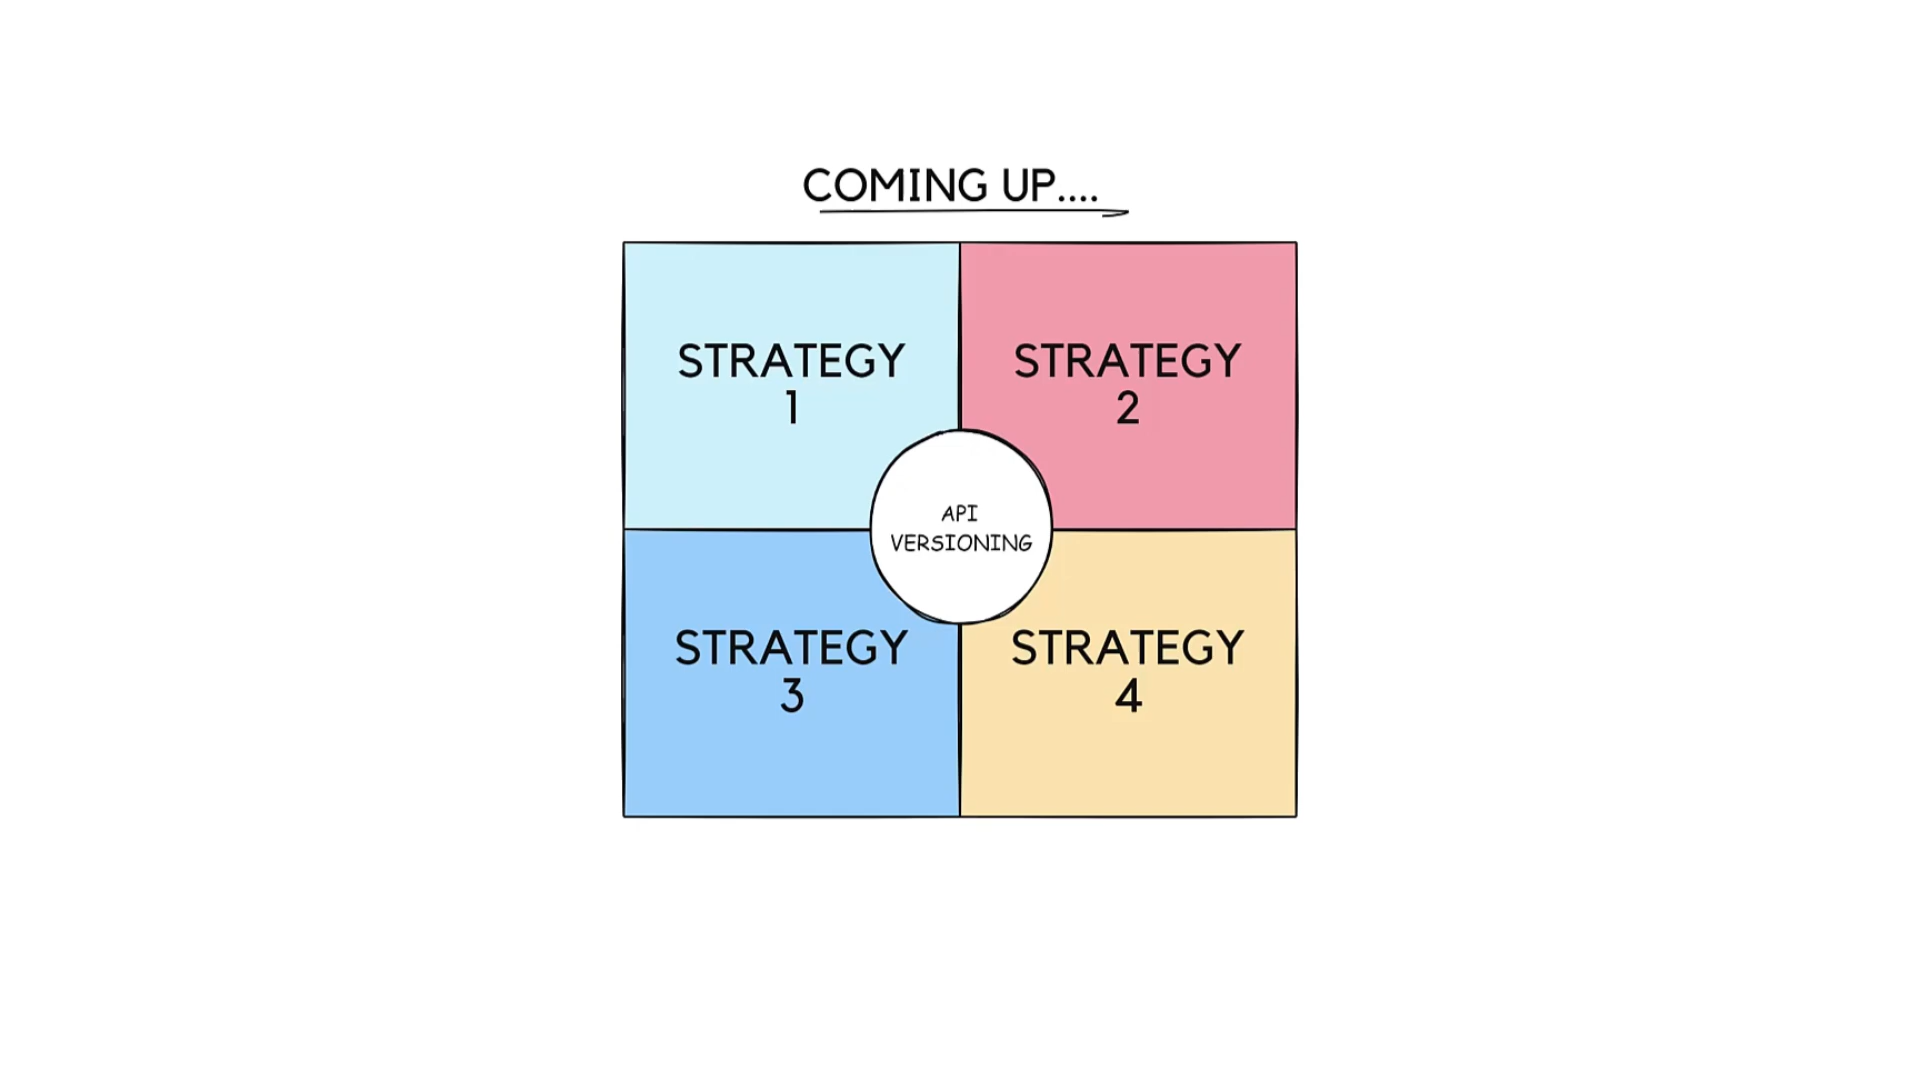 COMING UP....
STRATEGY
1
STRATEGY
2
API
VERSIONING
STRATEGY
3
STRATEGY
4